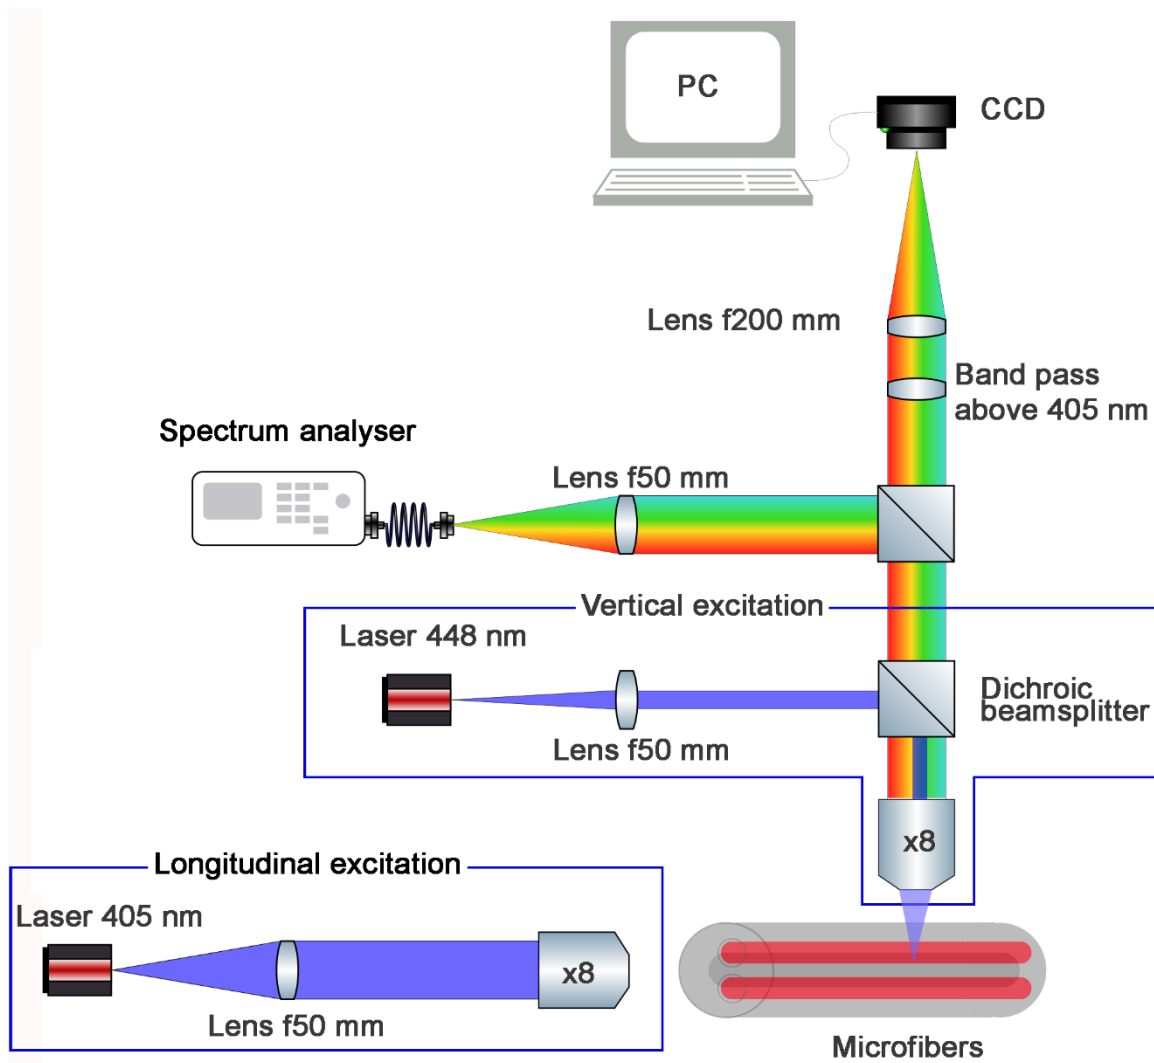 PC
CCD
Lens f200 mm
Band pass
above 405 nm
Spectrum analyser
Lens f50 mm
Vertical excitation
Laser 448 nm
Dichroic
beamsplitter
Lens f50 mm
x8
Longitudinal excitation
Laser 405 nm
x8
Lens f50 mm
Microfibers